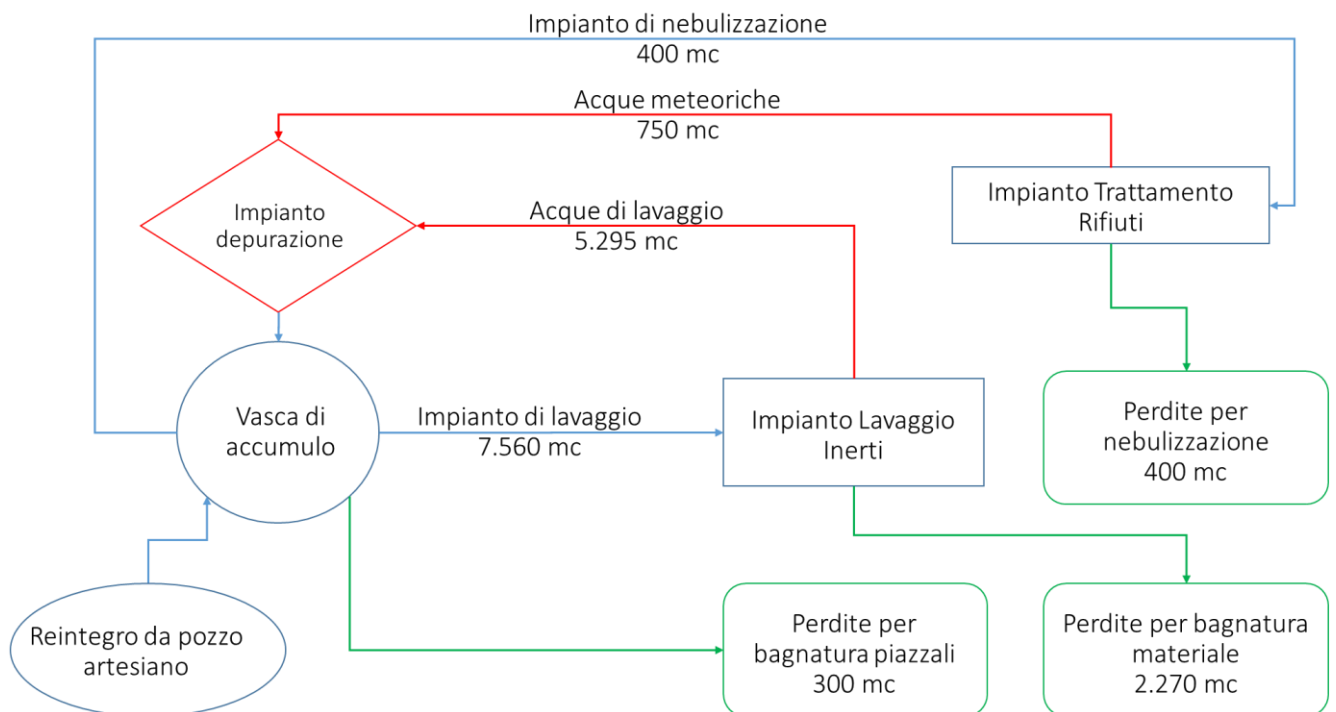 Impianto di nebulizzazione
400 mc
Acque meteoriche
750 mc
Impianto Trattamento
Rifiuti
Impianto
depurazione
Acque di lavaggio
5.295 mc
Vasca di
accumulo
Impianto di lavaggio
7.560 mc
Impianto Lavaggio
Inerti
Perdite per
nebulizzazione
400 mc
Reintegro da pozzo
artesiano
Perdite per
bagnatura piazzali
300 mc
Perdite per bagnatura
materiale
2.270 mc